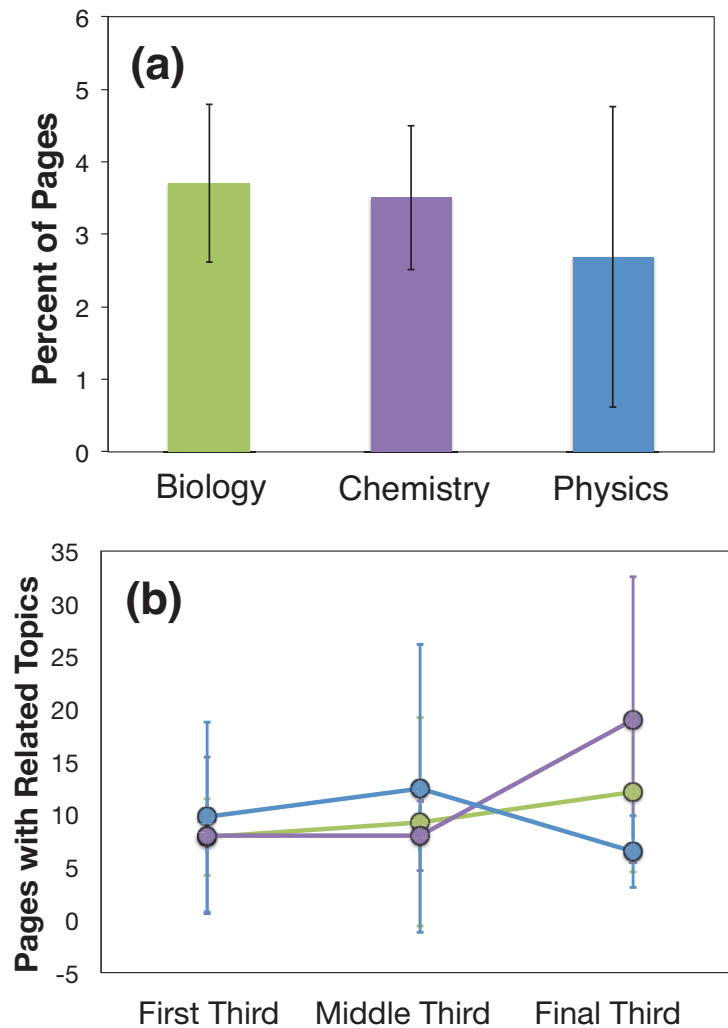 (a)
Percent of Pages
6
5
4
3
2
1
0
Biology Chemistry Physics
(b)
Pages with Related Topics
35
30
25
20
15
10
5
0
-5
First Third Middle Third Final Third